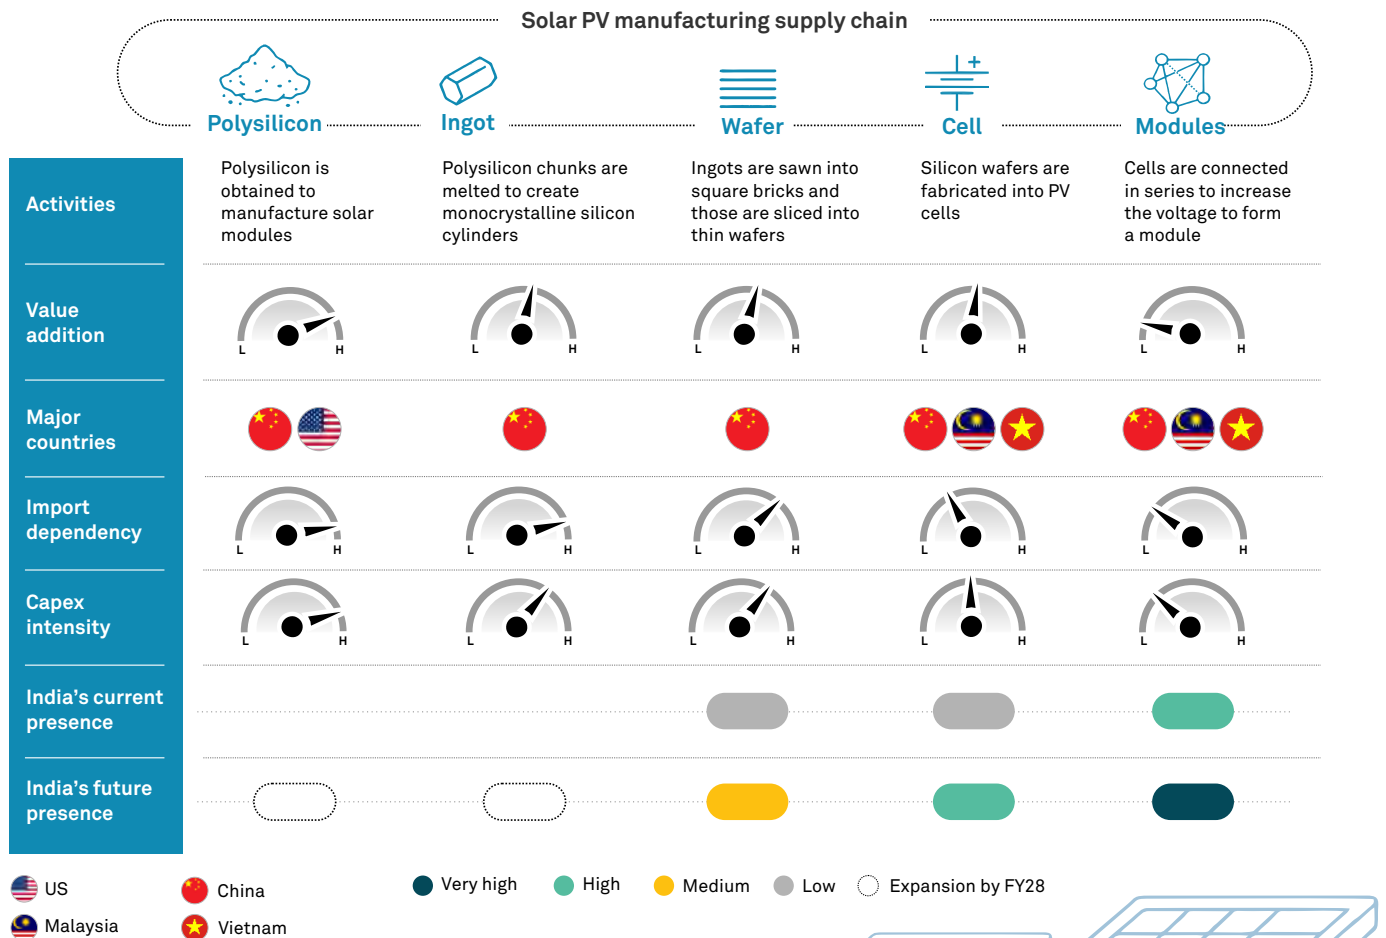 Solar PV manufacturing supply chain
Polysilicon
Ingot
Wafer
Cell
Modules
Activities
Polysilicon is
obtained to
manufacture solar
modules
Polysilicon chunks are
melted to create
monocrystalline silicon
cylinders
Ingots are sawn into
square bricks and
those are sliced into
thin wafers
Silicon wafers are
fabricated into PV
cells
Cells are connected
in series to increase
the voltage to form
a module
Value
addition
L H
L H
L H
L H
L H
Major
countries
Import
dependency
L H
L H
L H
L H
L H
Capex
intensity
L H
L H
L H
L H
L H
India's current
presence
India's future
presence
US
China
Malaysia
Vietnam
Very high
High
Medium
Low
Expansion by FY28